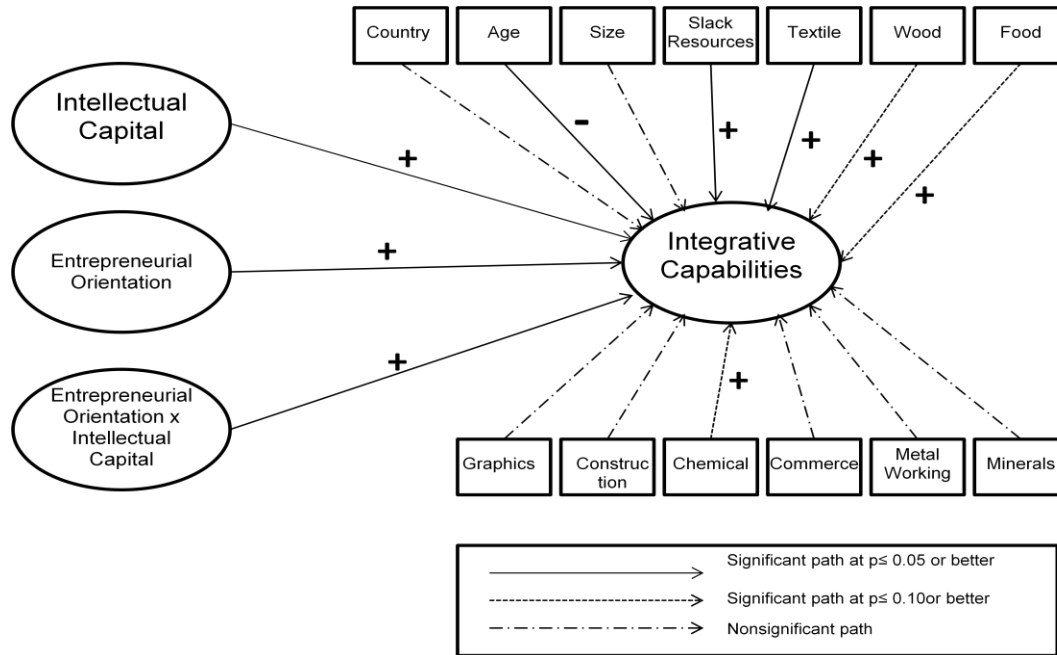 Country
Age
Size
Slack
Resources
Textile
Wood
Food
Intellectual
Capital
-
+
+
+
+
+
+
Entrepreneurial
Orientation
+
Integrative
Capabilities
Entrepreneurial
Orientation x
Intellectual
Capital
+
+
Graphics
Construc
tion
Chemical
Commerce
Metal
Working
Minerals
Significant path at p≤ 0.05 or better
Significant path at p≤ 0.10or better
Nonsignificant path